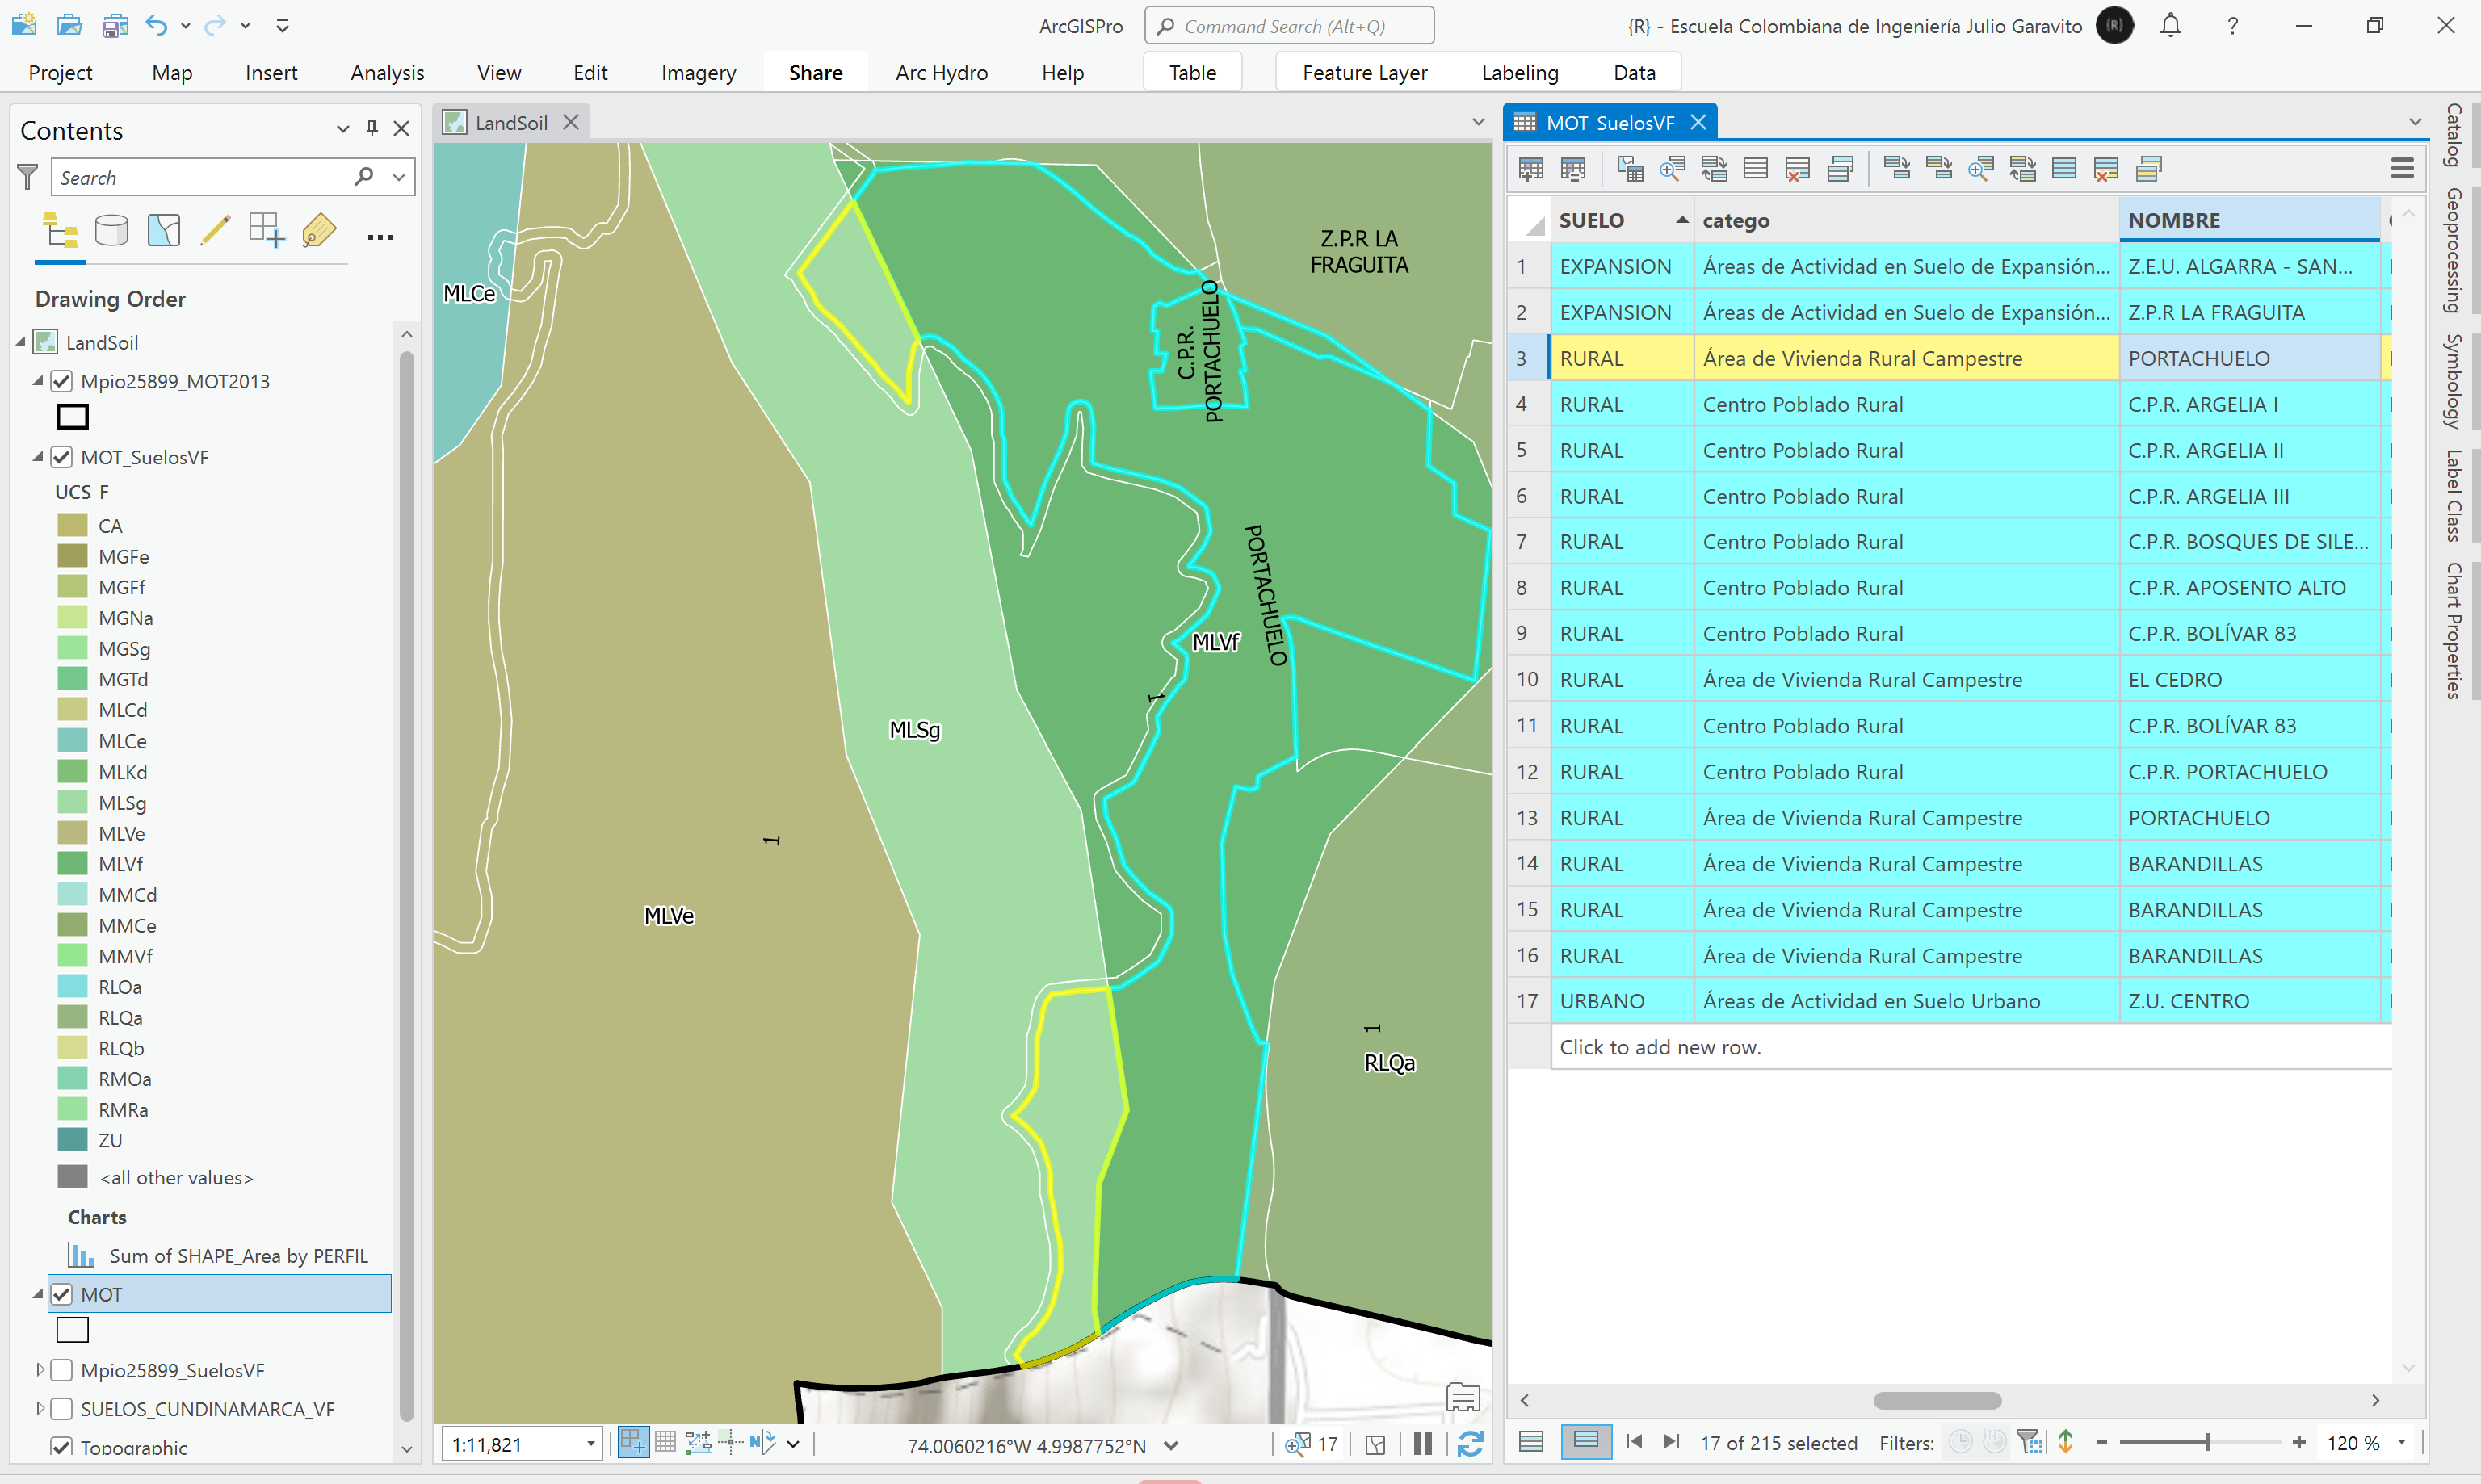 ArcGISPro
Command Search (Alt+Q)
{R} - Escuela Colombiana de Ingeniería Julio Garavito
{R}
?
Project Map Insert Analysis View Edit Imagery Share Arc Hydro Help Table Feature Layer Labeling Data
Contents
Search
Drawing Order
LandSoil
Mpio25899_MOT2013
MOT_SuelosVF
UCS_F
CA
MGFe
MGFf
MGNa
MGSg
MGTd
MLCd
MLCe
MLKd
MLSg
MLVe
MLVf
MMCd
MMCe
MMVf
RLOa
RLQa
RLQb
RMOa
RMRa
ZU
<all other values>
Charts
Sum of SHAPE_Area by PERFIL
MOT
Mpio25899_SuelosVF
SUELOS_CUNDINAMARCA_VF
Topographic
LandSoil
MLCe
Z.P.R LA
FRAGUITA
C.P.R.
PORTACHUELO
PORTACHUELO
MLVf
1
MLSg
1
MLVe
1
RLQa
1:11,821
N
74.0060216°W 4.9987752°N
17
MOT_SuelosVF
SUELO catego NOMBRE
1 EXPANSION Áreas de Actividad en Suelo de Expansión... Z.E.U. ALGARRA - SAN...
2 EXPANSION Áreas de Actividad en Suelo de Expansión... Z.P.R LA FRAGUITA
3 RURAL Área de Vivienda Rural Campestre PORTACHUELO
4 RURAL Centro Poblado Rural C.P.R. ARGELIA I
5 RURAL Centro Poblado Rural C.P.R. ARGELIA II
6 RURAL Centro Poblado Rural C.P.R. ARGELIA III
7 RURAL Centro Poblado Rural C.P.R. BOSQUES DE SILE...
8 RURAL Centro Poblado Rural C.P.R. APOSENTO ALTO
9 RURAL Centro Poblado Rural C.P.R. BOLÍVAR 83
10 RURAL Área de Vivienda Rural Campestre EL CEDRO
11 RURAL Centro Poblado Rural C.P.R. BOLÍVAR 83
12 RURAL Centro Poblado Rural C.P.R. PORTACHUELO
13 RURAL Área de Vivienda Rural Campestre PORTACHUELO
14 RURAL Área de Vivienda Rural Campestre BARANDILLAS
15 RURAL Área de Vivienda Rural Campestre BARANDILLAS
16 RURAL Área de Vivienda Rural Campestre BARANDILLAS
17 URBANO Áreas de Actividad en Suelo Urbano Z.U. CENTRO
Click to add new row.
17 of 215 selected
Filters:
120 %
Catalog
Geoprocessing
Symbology
Label Class
Chart Properties